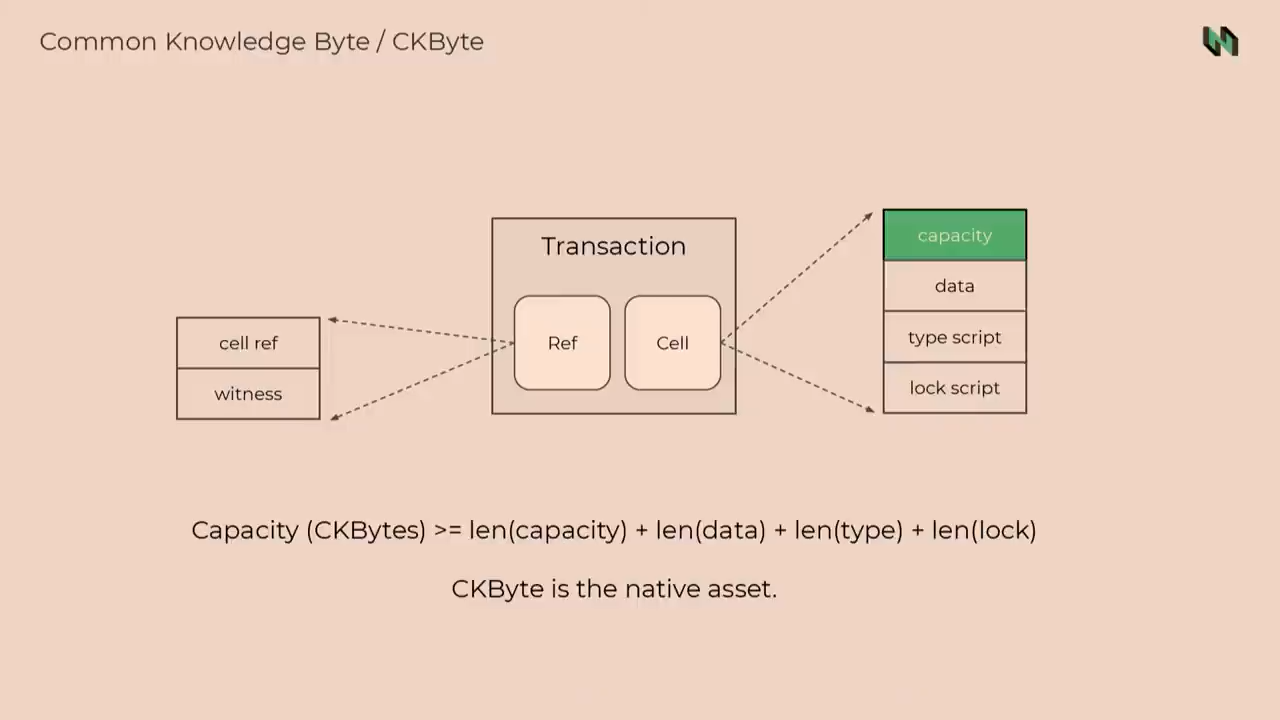 Common Knowledge Byte / CKByte
Transaction
Ref
Cell
cell ref
witness
capacity
data
type script
lock script
Capacity (CKBytes) >= len(capacity) + len(data) + len(type) + len(lock)
CKByte is the native asset.